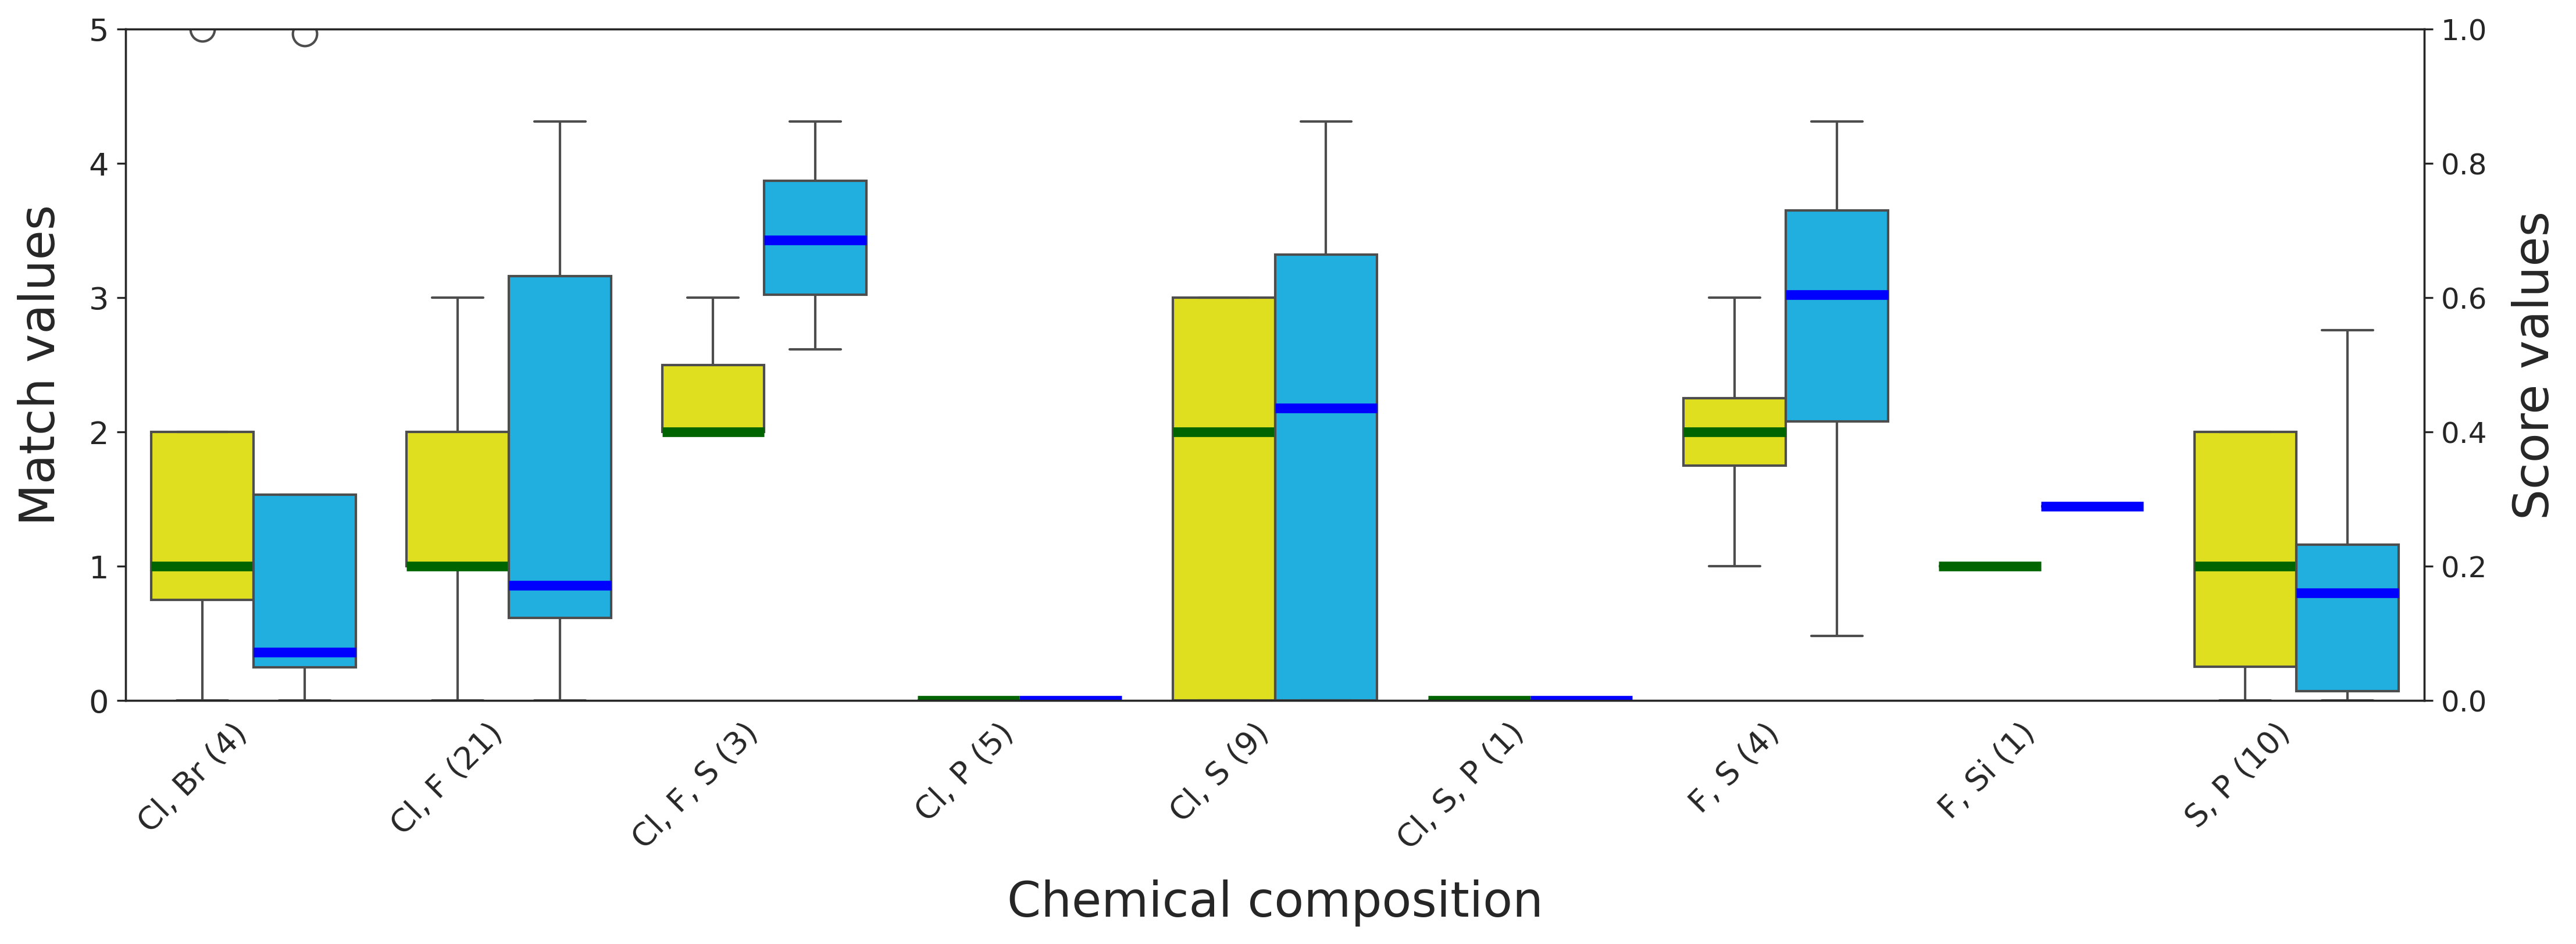 Match values
5
4
3
2
1
0
1.0
0.8
0.6
0.4
0.2
0.0
Score values
Cl, Br (4)
Cl, F (21)
Cl, F, S (3)
Cl, P (5)
Cl, S (9)
Cl, S, P (1)
F, S (4)
F, Si (1)
S, P (10)
Chemical composition